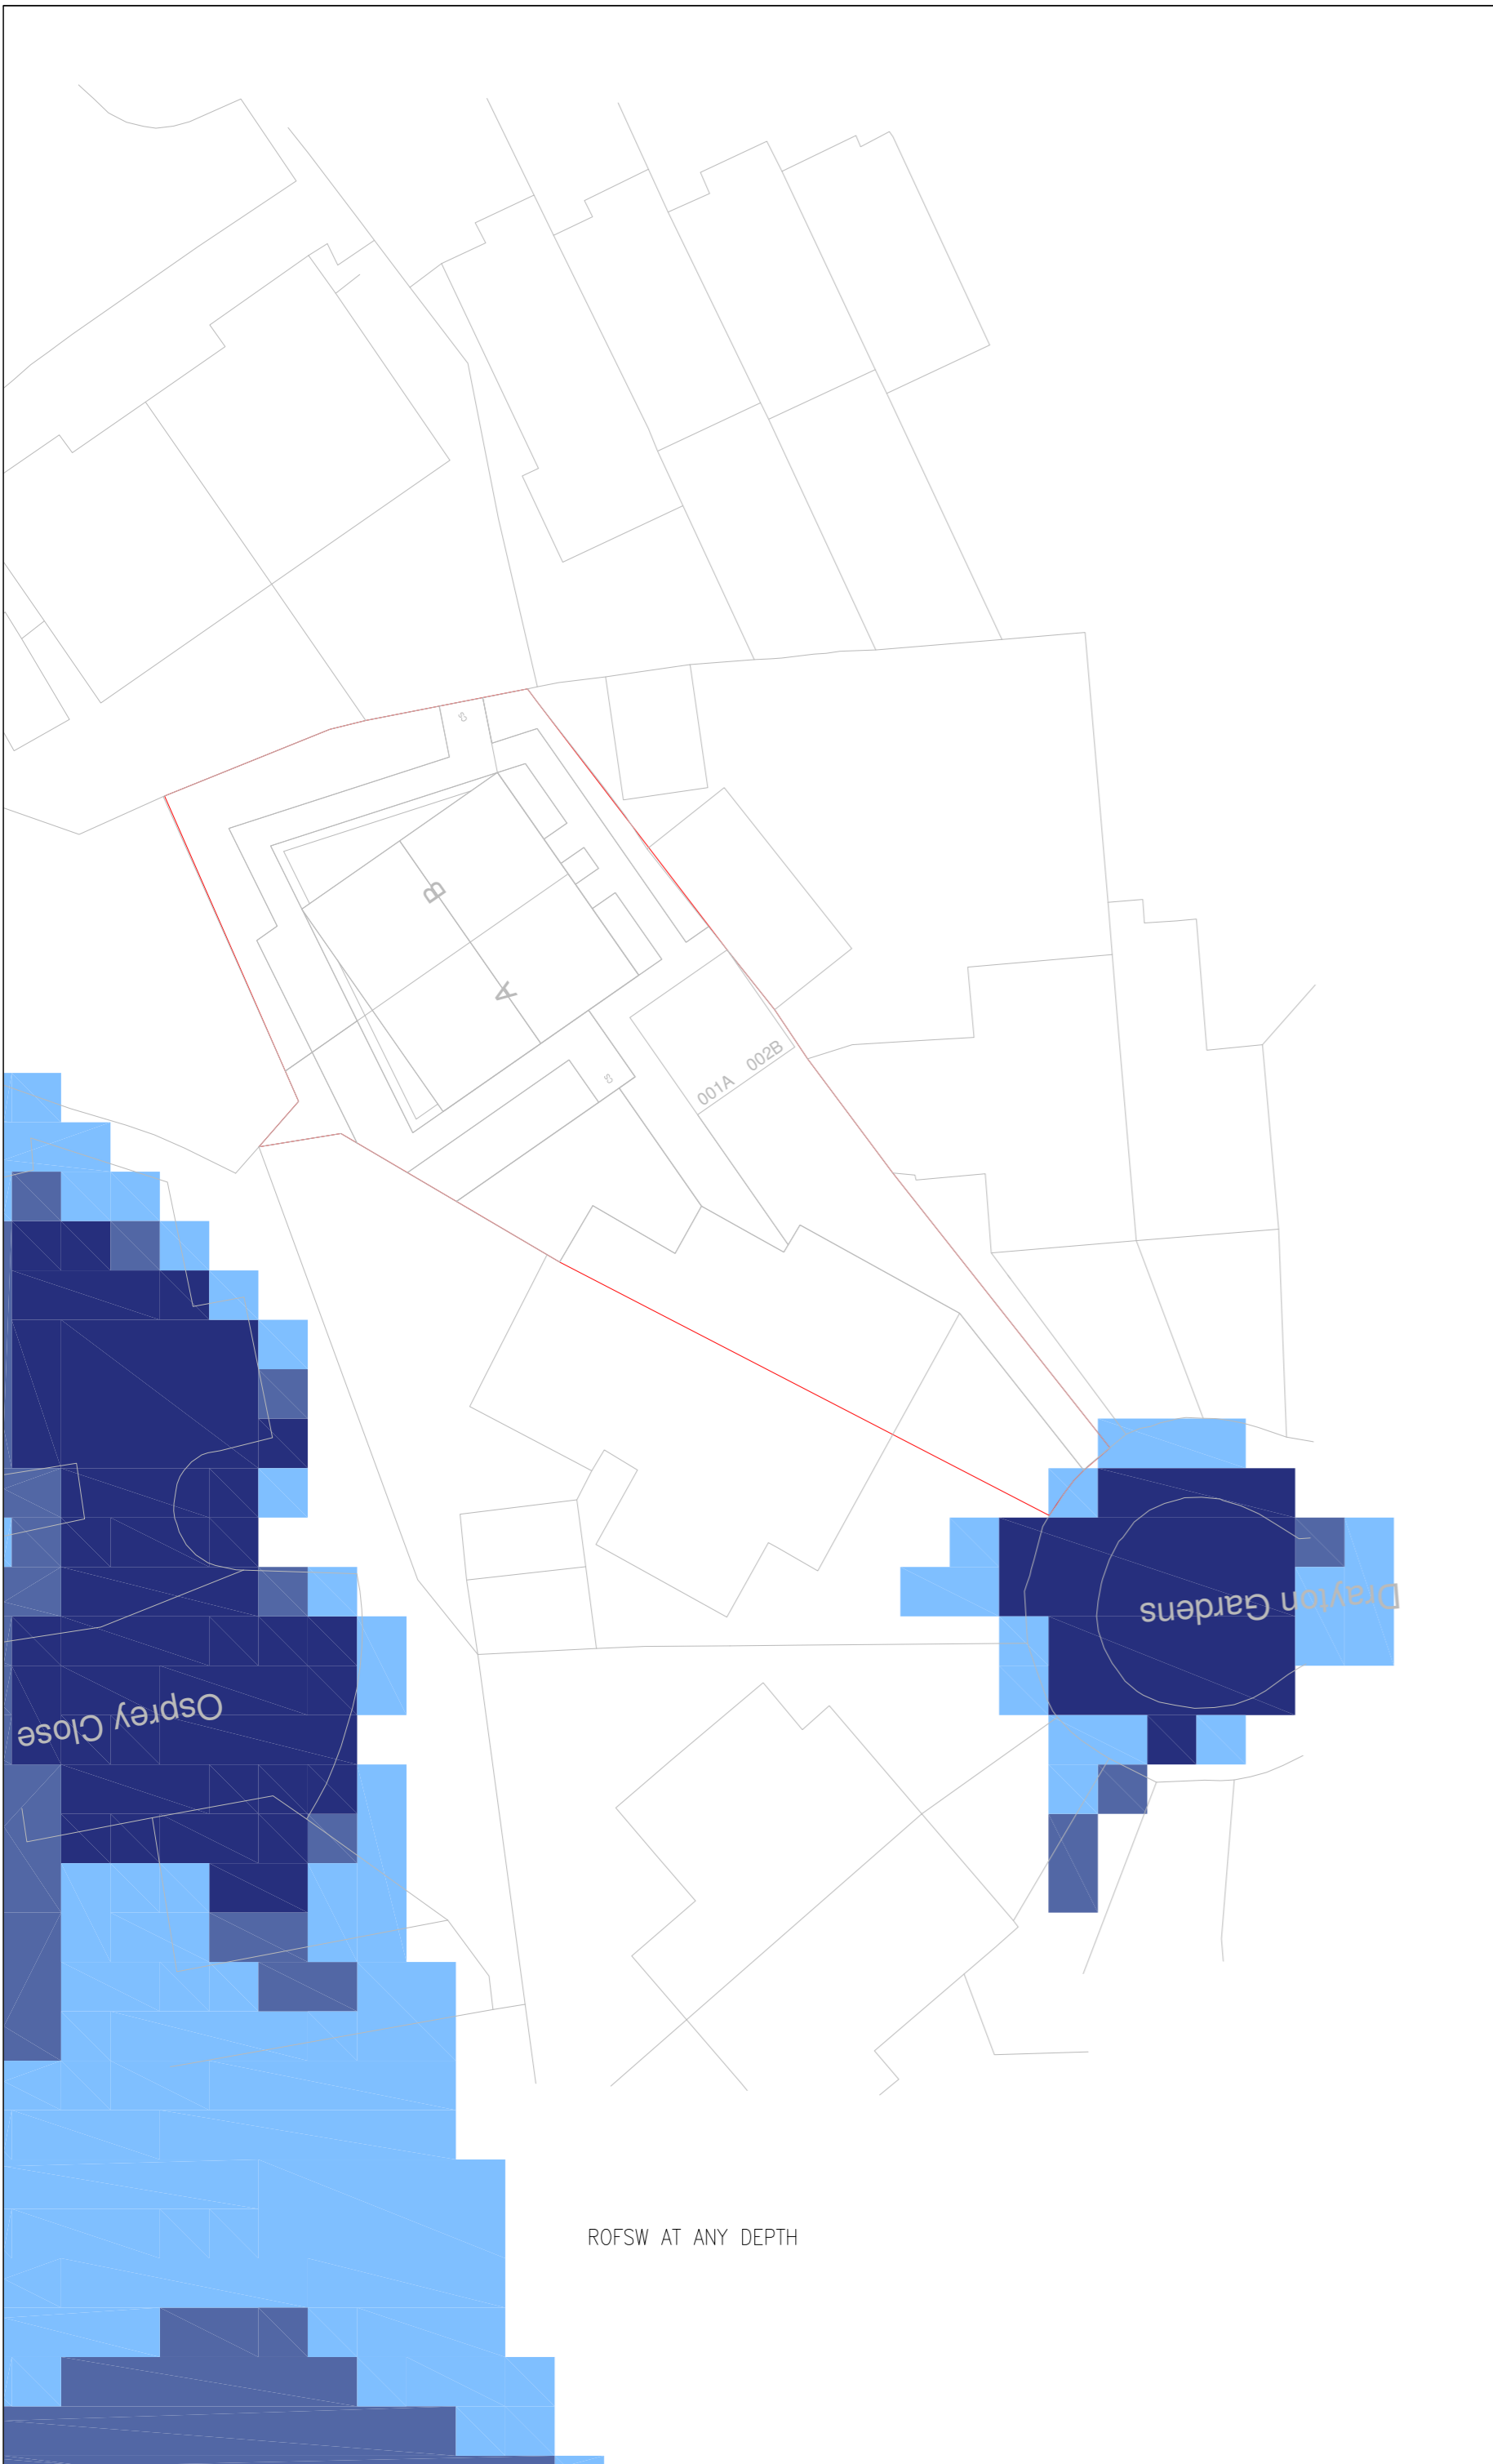 B
A
001A 002B
Drayton Gardens
Osprey Close
ROFSW AT ANY DEPTH